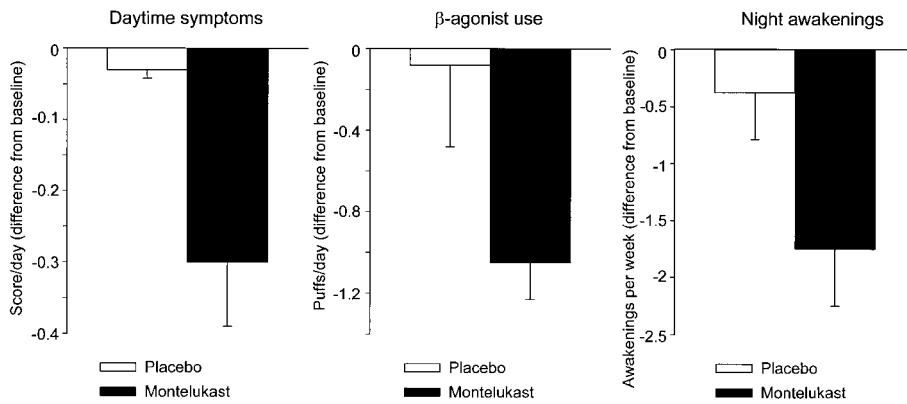 Daytime symptoms
Score/day (difference from baseline)
0
-0.1
-0.2
-0.3
-0.4
Placebo
Montelukast
β-agonist use
Puffs/day (difference from baseline)
0
-0.4
-0.8
-1.2
Placebo
Montelukast
Night awakenings
Awakenings per week (difference from baseline)
0
-0.5
-1
-1.5
-2
-2.5
Placebo
Montelukast